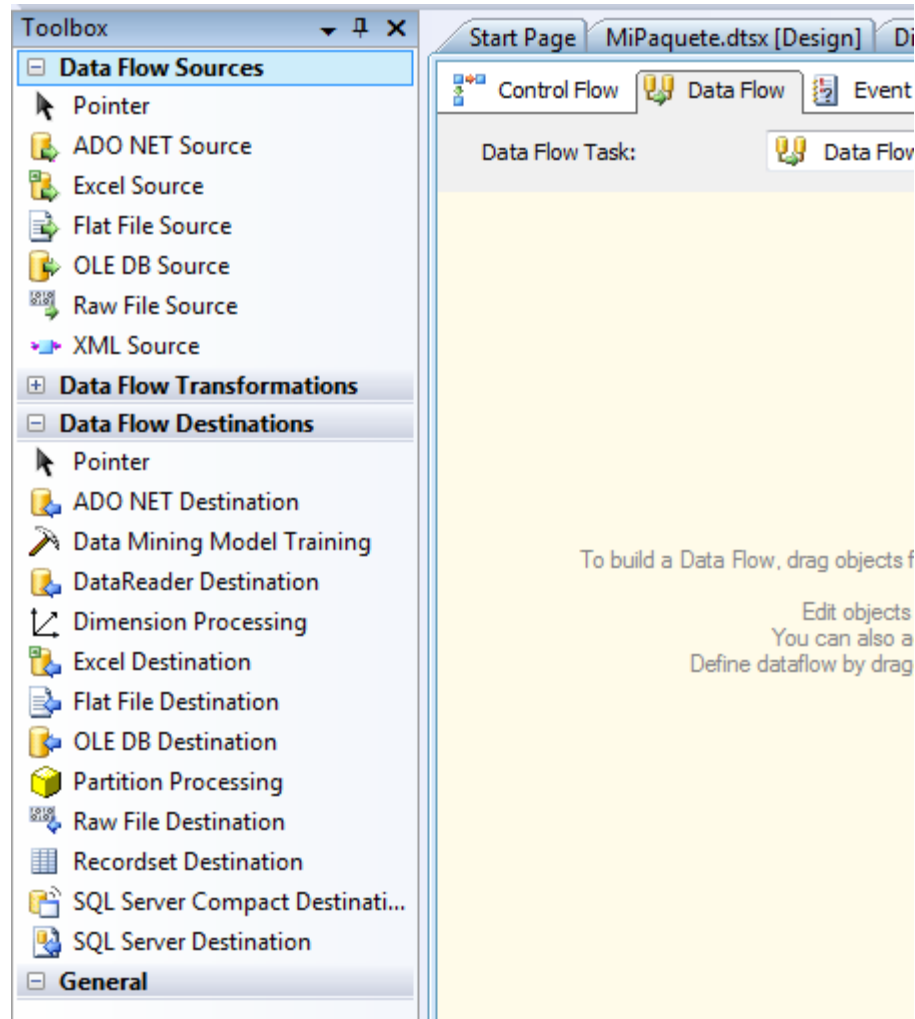 Toolbox
Data Flow Sources
Pointer
ADO NET Source
Excel Source
Flat File Source
OLE DB Source
Raw File Source
XML Source
Data Flow Transformations
Data Flow Destinations
Pointer
ADO NET Destination
Data Mining Model Training
DataReader Destination
Dimension Processing
Excel Destination
Flat File Destination
OLE DB Destination
Partition Processing
Raw File Destination
Recordset Destination
SQL Server Compact Destinati...
SQL Server Destination
General
Start Page MiPaquete.dtsx [Design] Di
Control Flow Data Flow Event
Data Flow Task: Data Flow
To build a Data Flow, drag objects f
Edit objects
You can also a
Define dataflow by drag